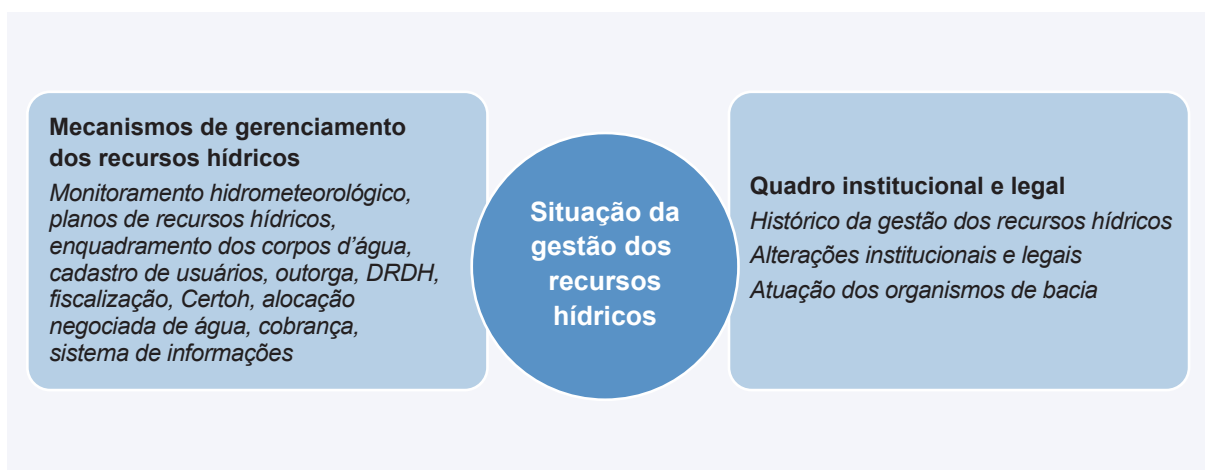 Mecanismos de gerenciamento
dos recursos hídricos
Monitoramento hidrometeorológico,
planos de recursos hídricos,
enquadramento dos corpos d’água,
cadastro de usuários, outorga, DRDH,
fiscalização, Certoh, alocação
negociada de água, cobrança,
sistema de informações
Situação da
gestão dos
recursos
hídricos
Quadro institucional e legal
Histórico da gestão dos recursos hídricos
Alterações institucionais e legais
Atuação dos organismos de bacia